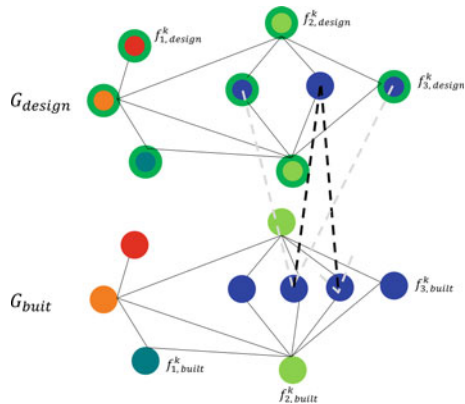 f^k_{1,design}
f^k_{2,design}
f^k_{3,design}
G_{design}
G_{buit}
f^k_{3,built}
f^k_{1,built}
f^k_{2,built}